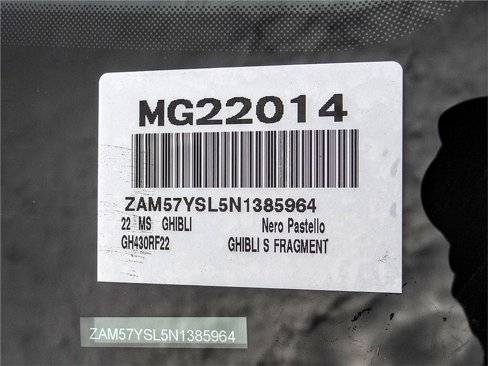 MG22014
ZAM57YSL5N1385964
22 MS GHIBLI Nero Pastello
GH430RF22 GHIBLI S FRAGMENT
ZAM57YSL5N1385964